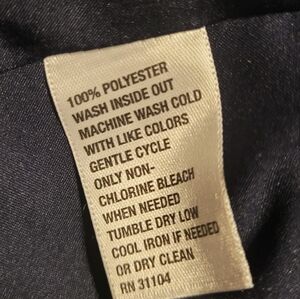 100% POLYESTER
WASH INSIDE OUT
MACHINE WASH COLD
WITH LIKE COLORS
GENTLE CYCLE
ONLY NON-
CHLORINE BLEACH
WHEN NEEDED
TUMBLE DRY LOW
COOL IRON IF NEEDED
OR DRY CLEAN
RN 31104